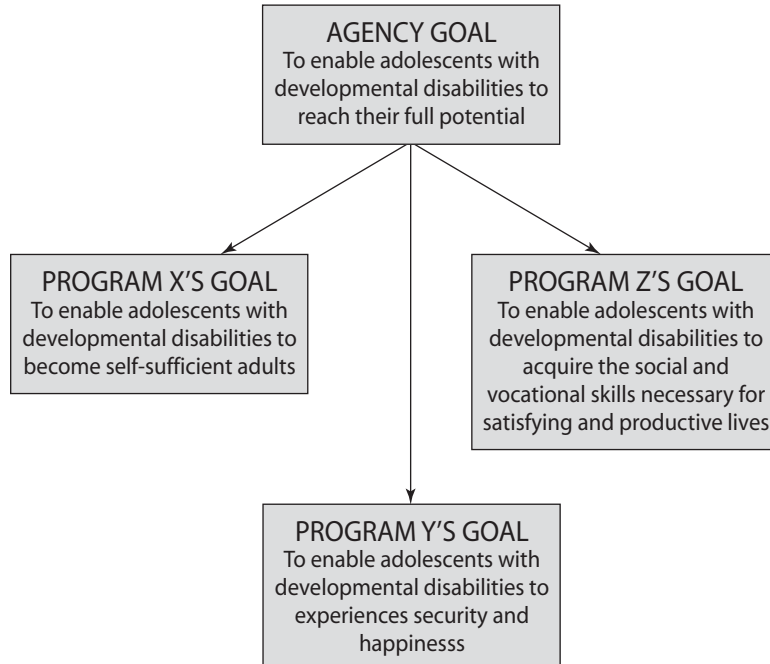 AGENCY GOAL
To enable adolescents with
developmental disabilities to
reach their full potential
PROGRAM X'S GOAL
To enable adolescents with
developmental disabilities to
become self-sufficient adults
PROGRAM Z'S GOAL
To enable adolescents with
developmental disabilities to
acquire the social and
vocational skills necessary for
satisfying and productive lives
PROGRAM Y'S GOAL
To enable adolescents with
developmental disabilities to
experiences security and
happinesss